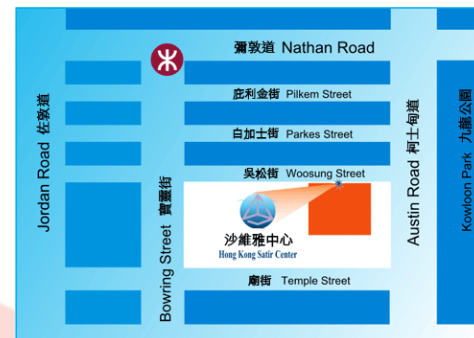 彌敦道 Nathan Road
庇利金街 Pilkem Street
白加士街 Parkes Street
吳松街 Woosung Street
沙維雅中心
Hong Kong Satir Center
廟街 Temple Street
Jordan Road 佐敦道
Bowring Street 寶靈街
Austin Road 柯士甸道
Kowloon Park 九龍公園